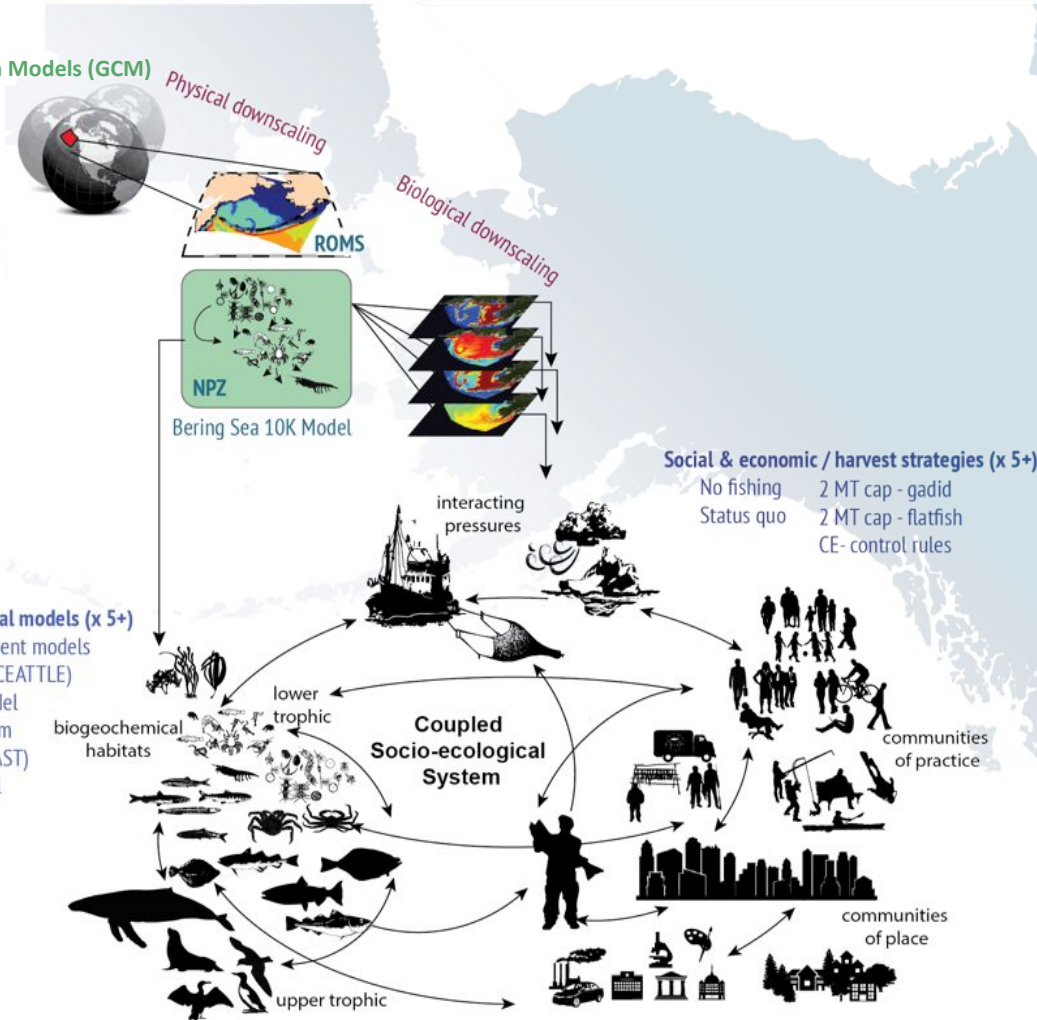 n Models (GCM)
Physical downscaling
Biological downscaling
ROMS
NPZ
Bering Sea 10K Model
Social & economic / harvest strategies (x 5+)
No fishing
2 MT cap - gadid
Status quo
2 MT cap - flatfish
CE- control rules
interacting
pressures
al models (x 5+)
ent models
CEATTLE)
del
m
AST)
biogeochemical
habitats
lower
trophic
Coupled
Socio-ecological
System
communities
of practice
communities
of place
upper trophic